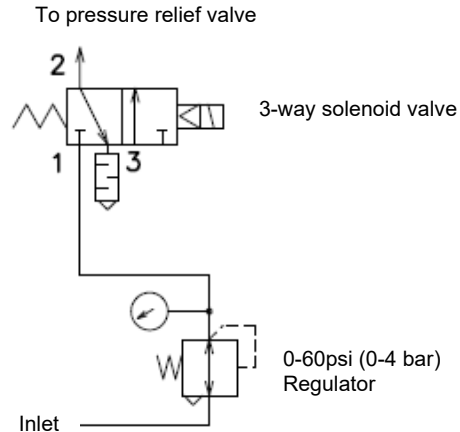 To pressure relief valve
2
3-way solenoid valve
1 3
0-60psi (0-4 bar)
Regulator
Inlet